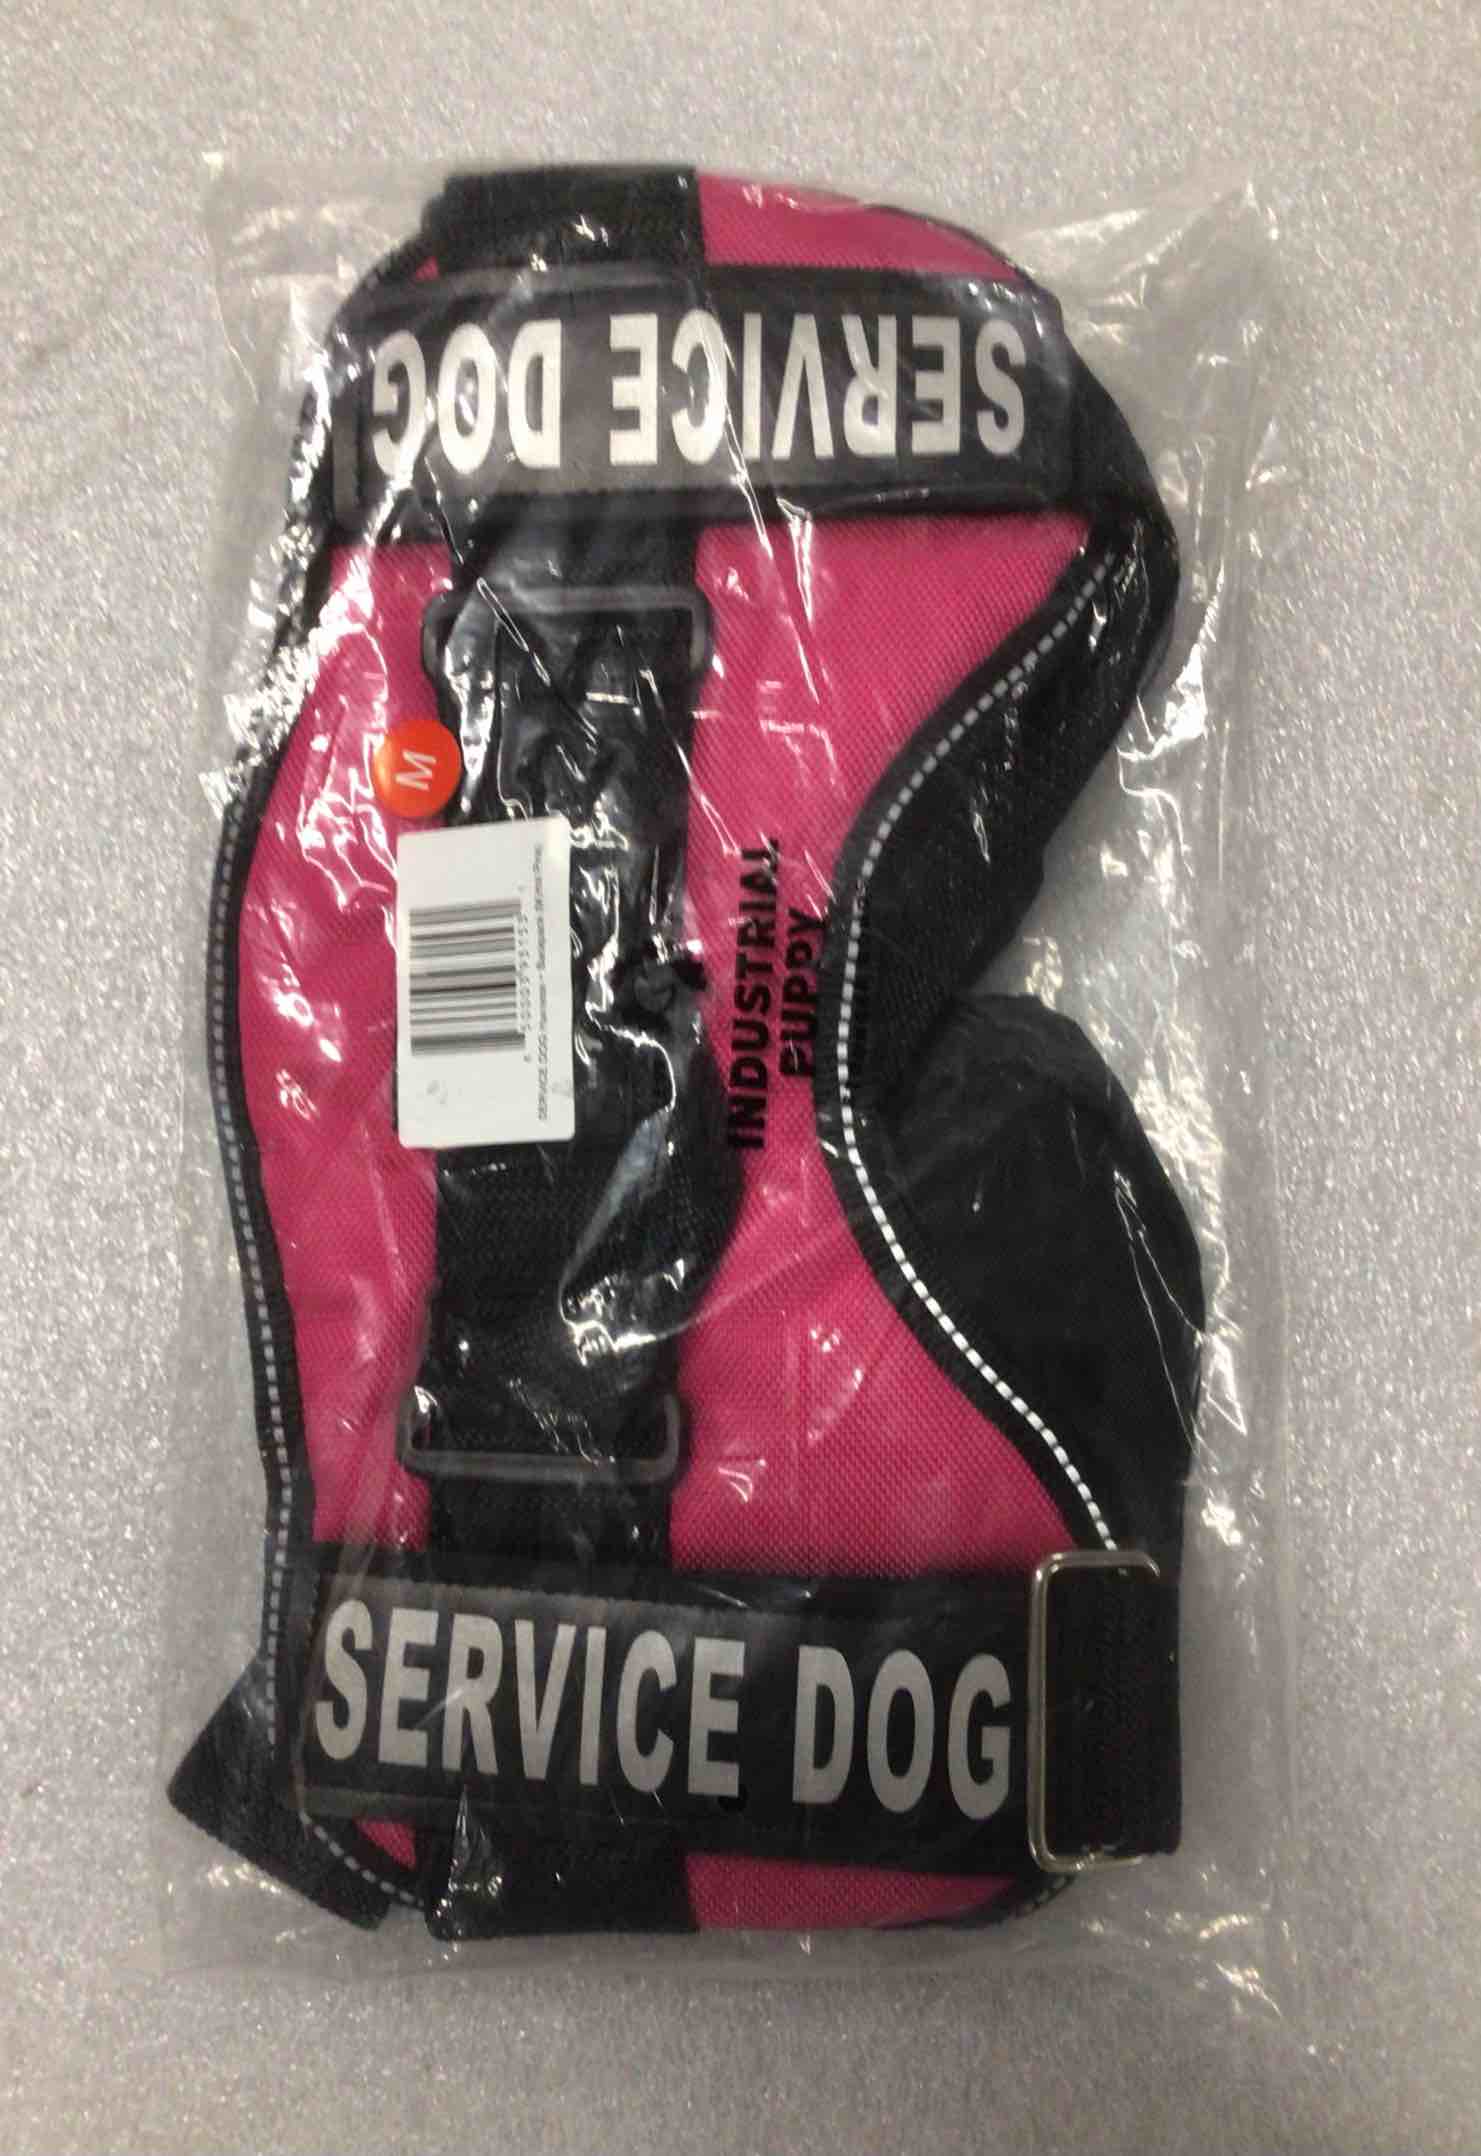 SERVICE DOG
M
INDUSTRIAL
PUPPY
SERVICE DOG